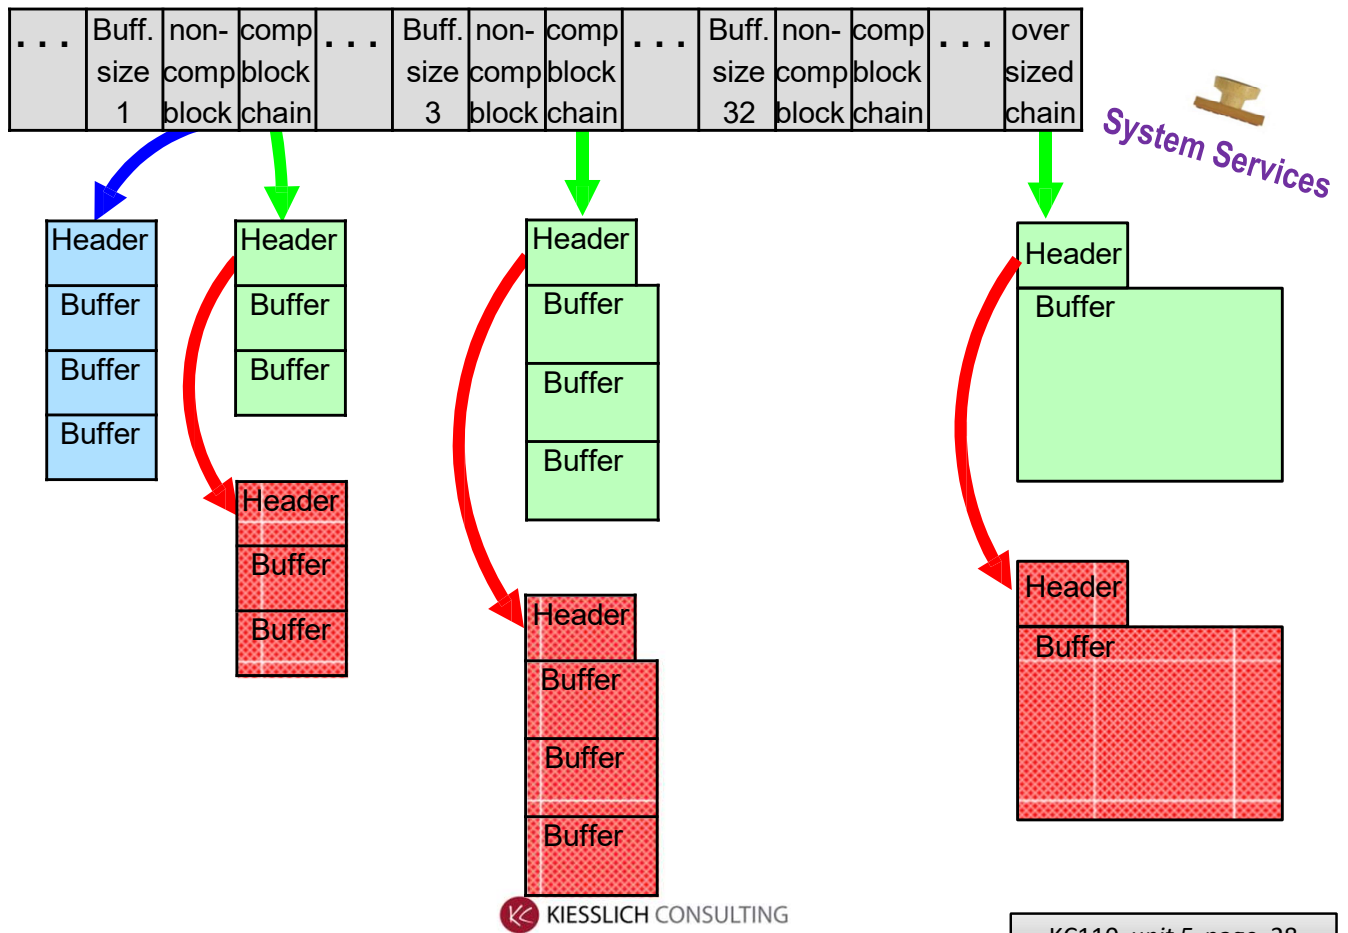 . . . Buff. non- comp . . . Buff. non- comp . . . Buff. non- comp . . . over
size comp block size comp block size comp block sized
1 block chain 3 block chain 32 block chain chain
System Services
Header Header Header Header
Buffer Buffer Buffer Buffer
Buffer Buffer Buffer
Buffer Buffer
Header Header Header
Buffer Buffer Buffer
Buffer Buffer
Buffer
KC KIESSLICH CONSULTING